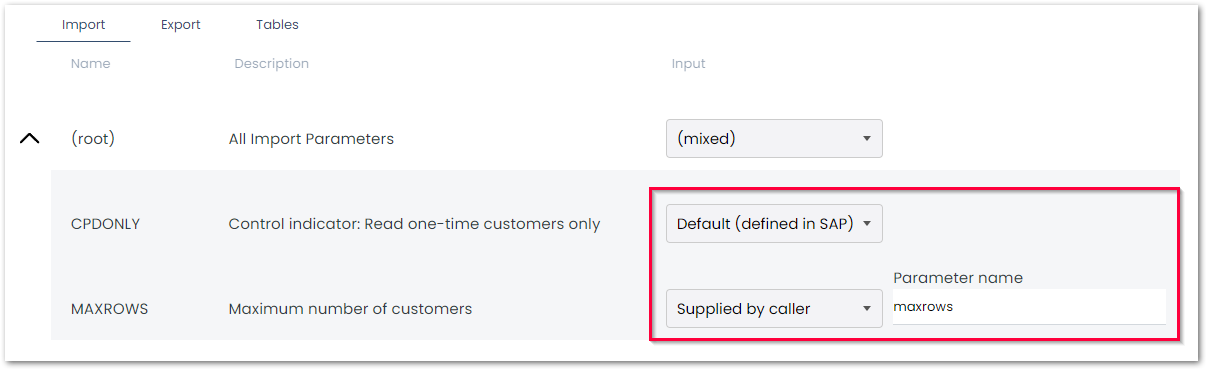 Import Export Tables
Name Description Input
(root) All Import Parameters (mixed)
CPDONLY Control indicator: Read one-time customers only Default (defined in SAP)
Parameter name
MAXROWS Maximum number of customers Supplied by caller maxrows